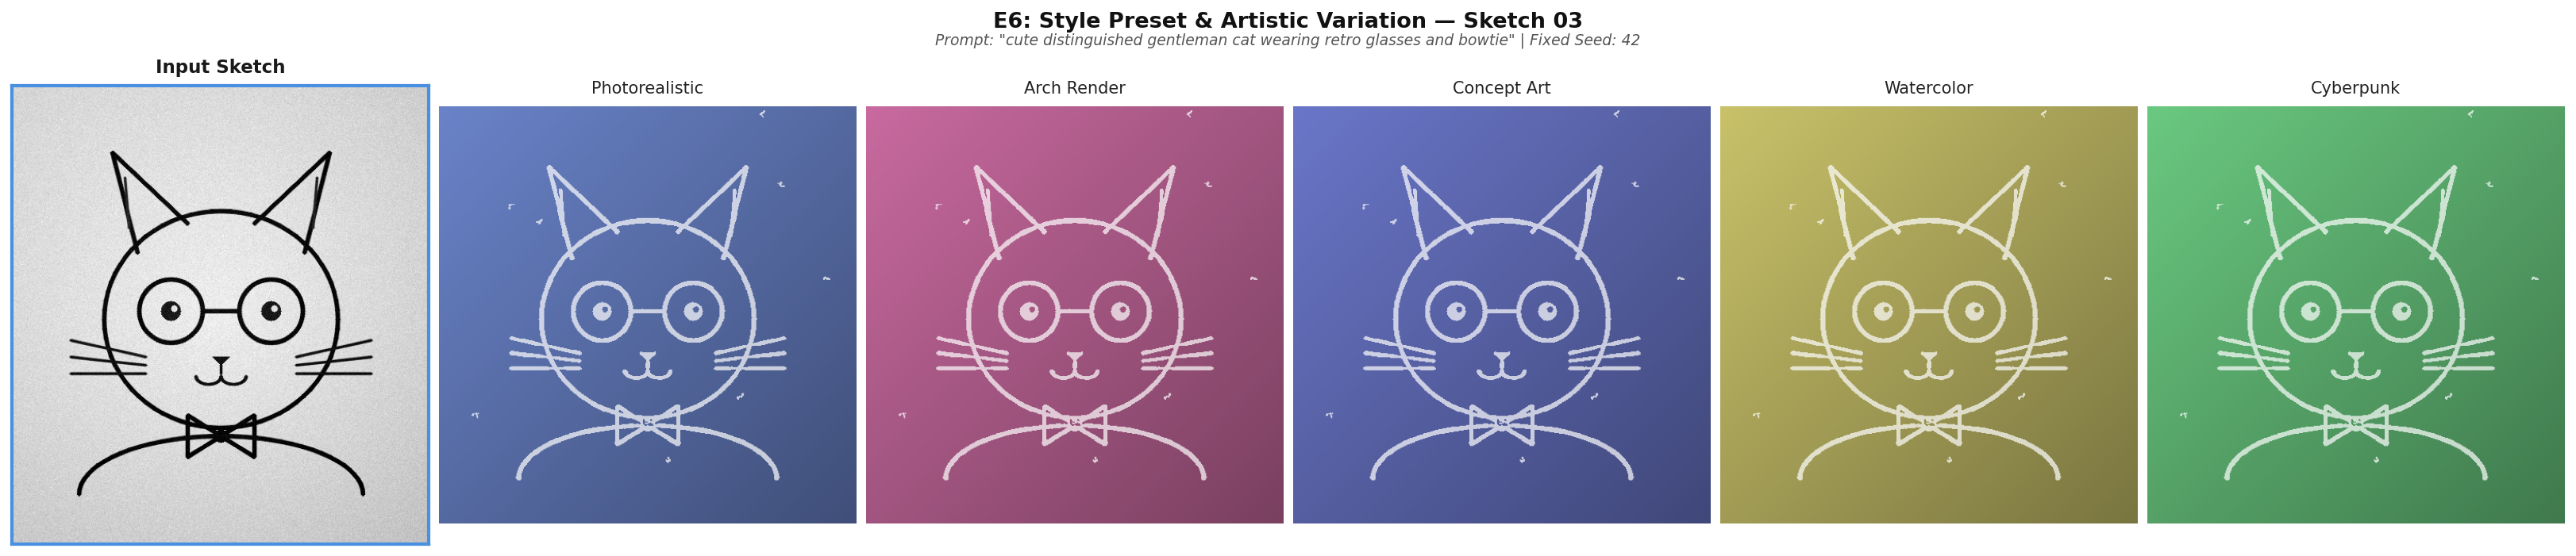 E6: Style Preset & Artistic Variation — Sketch 03
Prompt: "cute distinguished gentleman cat wearing retro glasses and bowtie" | Fixed Seed: 42
Input Sketch
Photorealistic
Arch Render
Concept Art
Watercolor
Cyberpunk